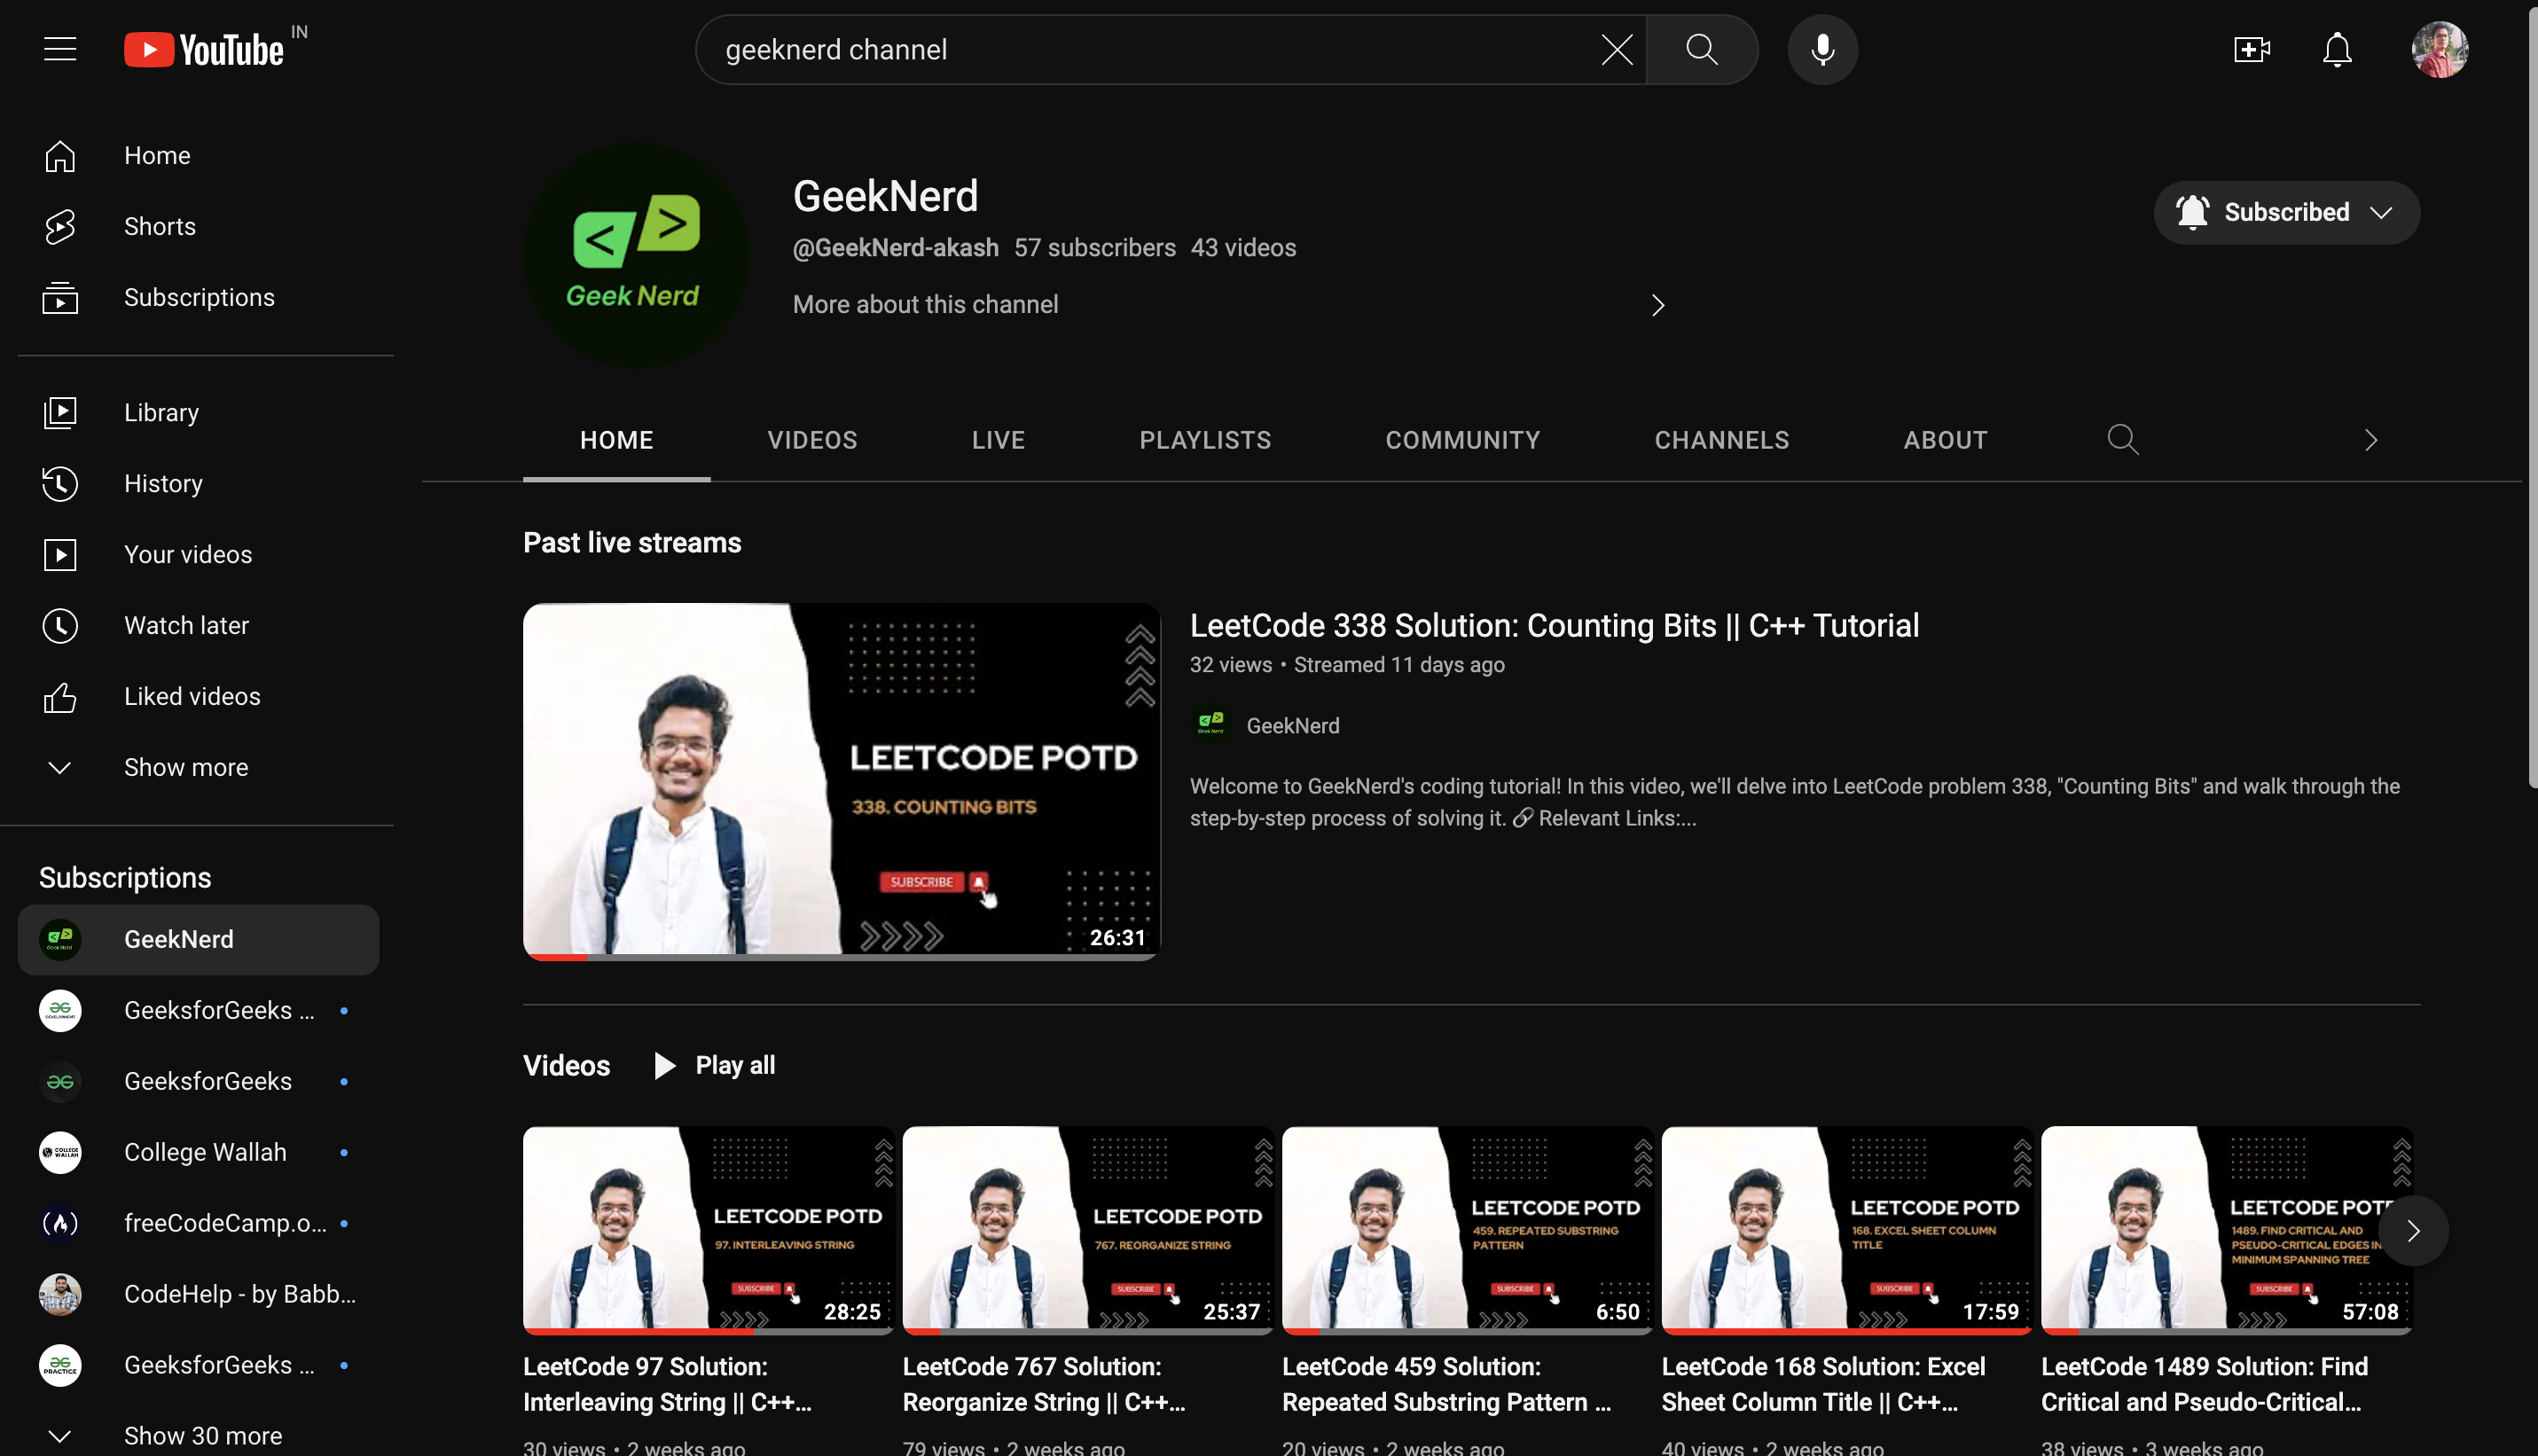 YouTube IN
geeknerd channel
Home
Shorts
Subscriptions
Library
History
Your videos
Watch later
Liked videos
Show more
Subscriptions
GeekNerd
GeeksforGeeks ...
GeeksforGeeks
College Wallah
freeCodeCamp.o...
CodeHelp - by Babb...
GeeksforGeeks ...
Show 30 more
< >
Geek Nerd
GeekNerd
@GeekNerd-akash 57 subscribers 43 videos
More about this channel
Subscribed
HOME VIDEOS LIVE PLAYLISTS COMMUNITY CHANNELS ABOUT
Past live streams
LEETCODE POTD
338. COUNTING BITS
SUBSCRIBE
26:31
LeetCode 338 Solution: Counting Bits || C++ Tutorial
32 views • Streamed 11 days ago
GeekNerd
Welcome to GeekNerd's coding tutorial! In this video, we'll delve into LeetCode problem 338, "Counting Bits" and walk through the
step-by-step process of solving it. 🔗 Relevant Links:...
Videos Play all
LEETCODE POTD
97. INTERLEAVING STRING
SUBSCRIBE
28:25
LeetCode 97 Solution:
Interleaving String || C++...
30 views • 2 weeks ago
LEETCODE POTD
767. REORGANIZE STRING
SUBSCRIBE
25:37
LeetCode 767 Solution:
Reorganize String || C++...
79 views • 2 weeks ago
LEETCODE POTD
459. REPEATED SUBSTRING
PATTERN
SUBSCRIBE
6:50
LeetCode 459 Solution:
Repeated Substring Pattern ...
20 views • 2 weeks ago
LEETCODE POTD
168. EXCEL SHEET COLUMN
TITLE
SUBSCRIBE
17:59
LeetCode 168 Solution: Excel
Sheet Column Title || C++...
40 views • 2 weeks ago
LEETCODE POT
1489. FIND CRITICAL AND
PSEUDO-CRITICAL EDGES IN
MINIMUM SPANNING TREE
SUBSCRIBE
57:08
LeetCode 1489 Solution: Find
Critical and Pseudo-Critical...
38 views • 3 weeks ago